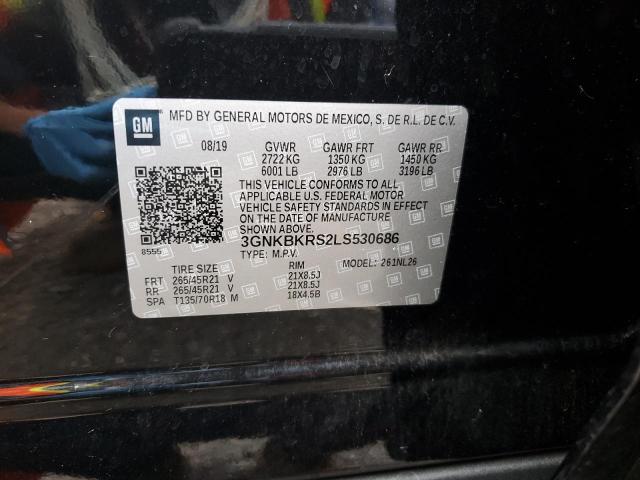 GM MFD BY GENERAL MOTORS DE MEXICO, S. DE R.L. DE C.V.
08/19 GVWR GAWR FRT GAWR RR
2722 KG 1350 KG 1450 KG
6001 LB 2976 LB 3196 LB
THIS VEHICLE CONFORMS TO ALL
APPLICABLE U.S. FEDERAL MOTOR
VEHICLE SAFETY STANDARDS IN EFFECT
ON THE DATE OF MANUFACTURE
SHOWN ABOVE.
3GNKBKRS2LS530686
8555 TYPE: M.P.V. MODEL: 261NL26
TIRE SIZE RIM
FRT 265/45R21 V 21X8.5J
RR 265/45R21 V 21X8.5J
SPA T135/70R18 M 18X4.5B